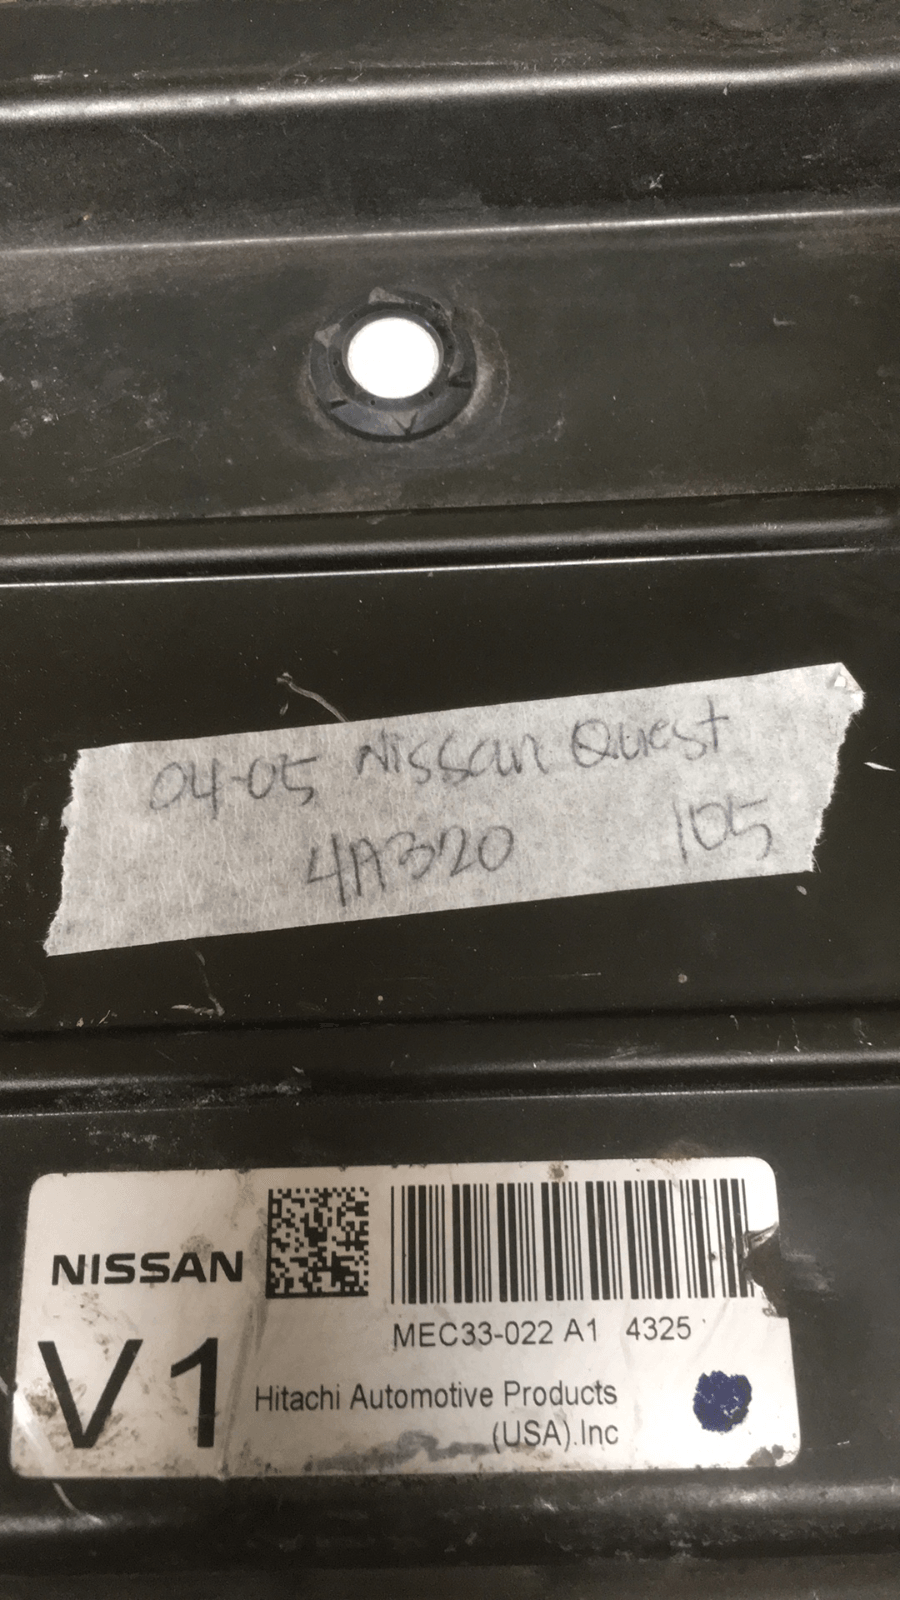 04-05 Nissan Quest
4A320 105
NISSAN
MEC33-022 A1 4325
V1
Hitachi Automotive Products
(USA).Inc